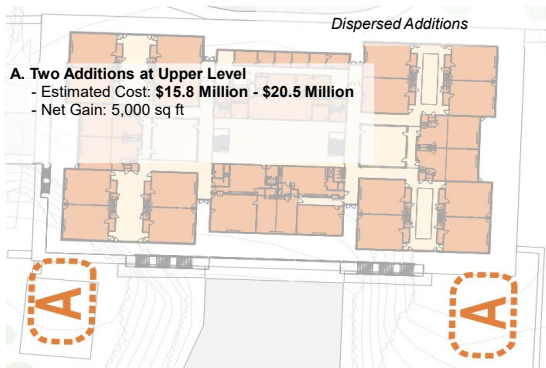 Dispersed Additions
A. Two Additions at Upper Level
- Estimated Cost: $15.8 Million - $20.5 Million
- Net Gain: 5,000 sq ft
A
A